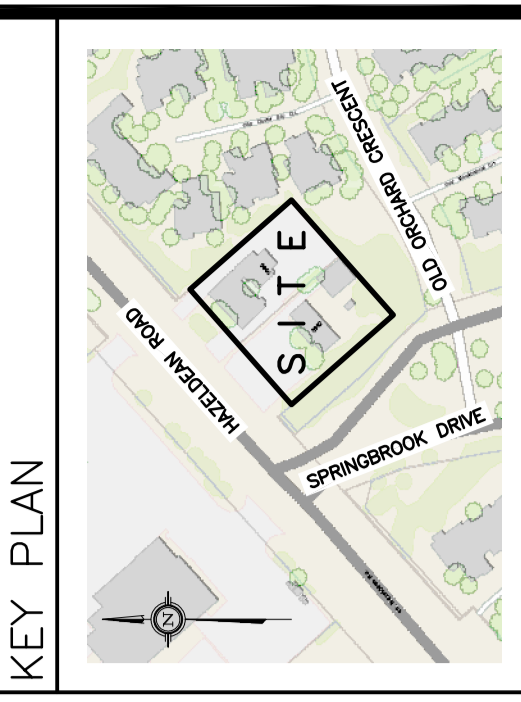 KEY PLAN
OLD ORCHARD CRESCENT
SITE
HAZELDEAN ROAD
SPRINGBROOK DRIVE
N